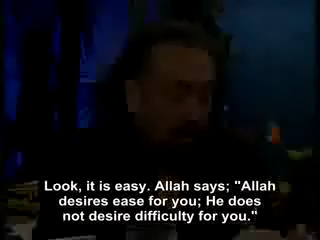 Look, it is easy. Allah says; "Allah
desires ease for you; He does
not desire difficulty for you."